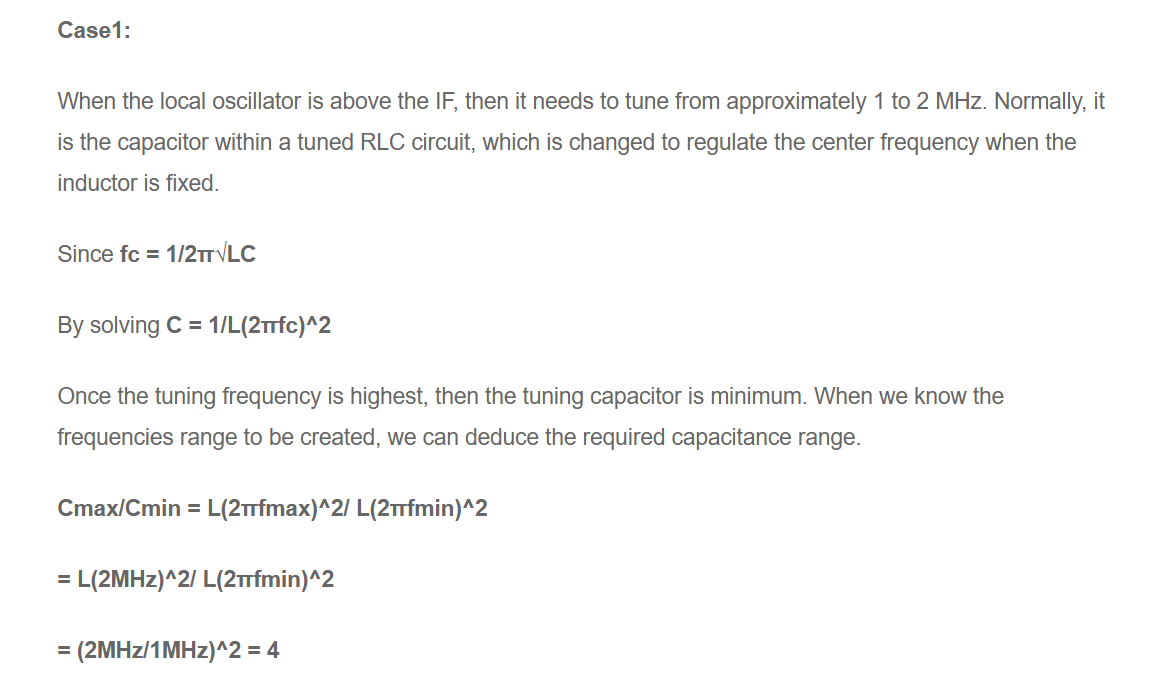 Case1:
When the local oscillator is above the IF, then it needs to tune from approximately 1 to 2 MHz. Normally, it
is the capacitor within a tuned RLC circuit, which is changed to regulate the center frequency when the
inductor is fixed.
Since fc = 1/2π√LC
By solving C = 1/L(2πfc)^2
Once the tuning frequency is highest, then the tuning capacitor is minimum. When we know the
frequencies range to be created, we can deduce the required capacitance range.
Cmax/Cmin = L(2πfmax)^2/ L(2πfmin)^2
= L(2MHz)^2/ L(2πfmin)^2
= (2MHz/1MHz)^2 = 4